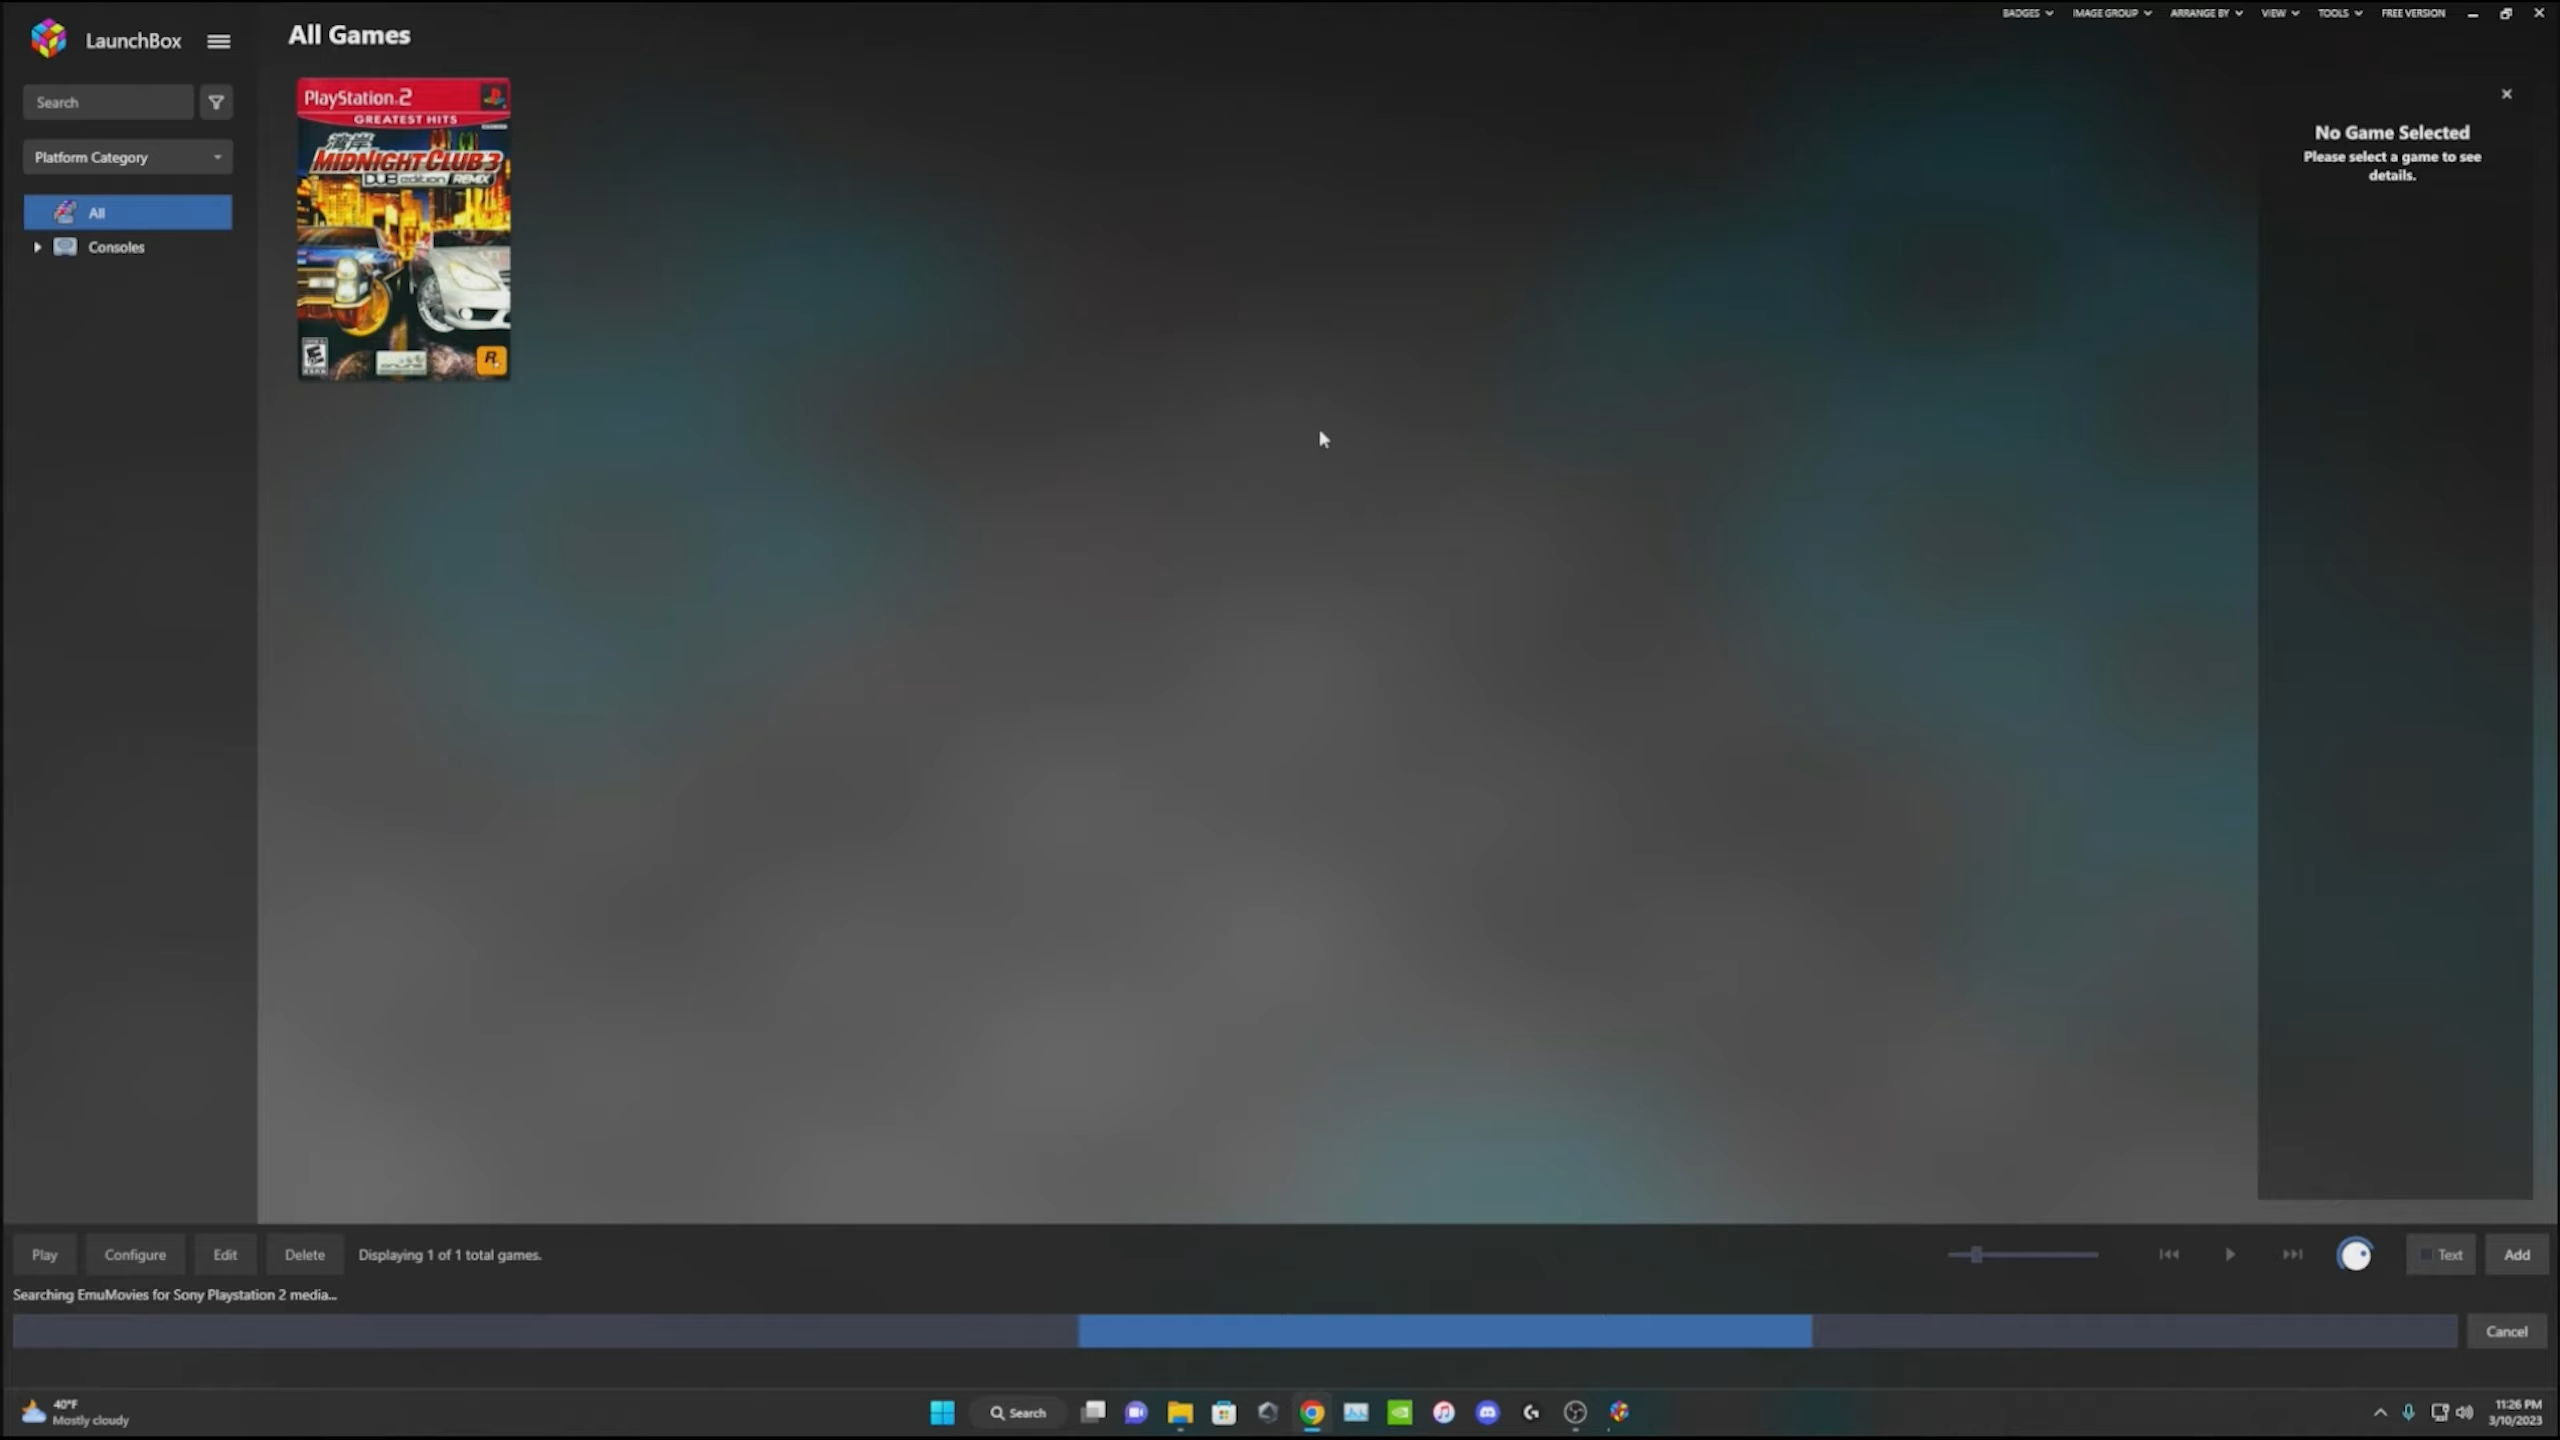 LaunchBox
All Games
BADGES
IMAGE GROUP
ARRANGE BY
VIEW
TOOLS
FREE VERSION
Search
Platform Category
All
Consoles
PlayStation 2
GREATEST HITS
湾岸
MIDNIGHT CLUB 3
DUB edition REMIX
E
R
No Game Selected
Please select a game to see
details.
Play
Configure
Edit
Delete
Displaying 1 of 1 total games.
Text
Add
Searching EmuMovies for Sony Playstation 2 media...
Cancel
40°F
Mostly cloudy
Search
11:26 PM
3/10/2023